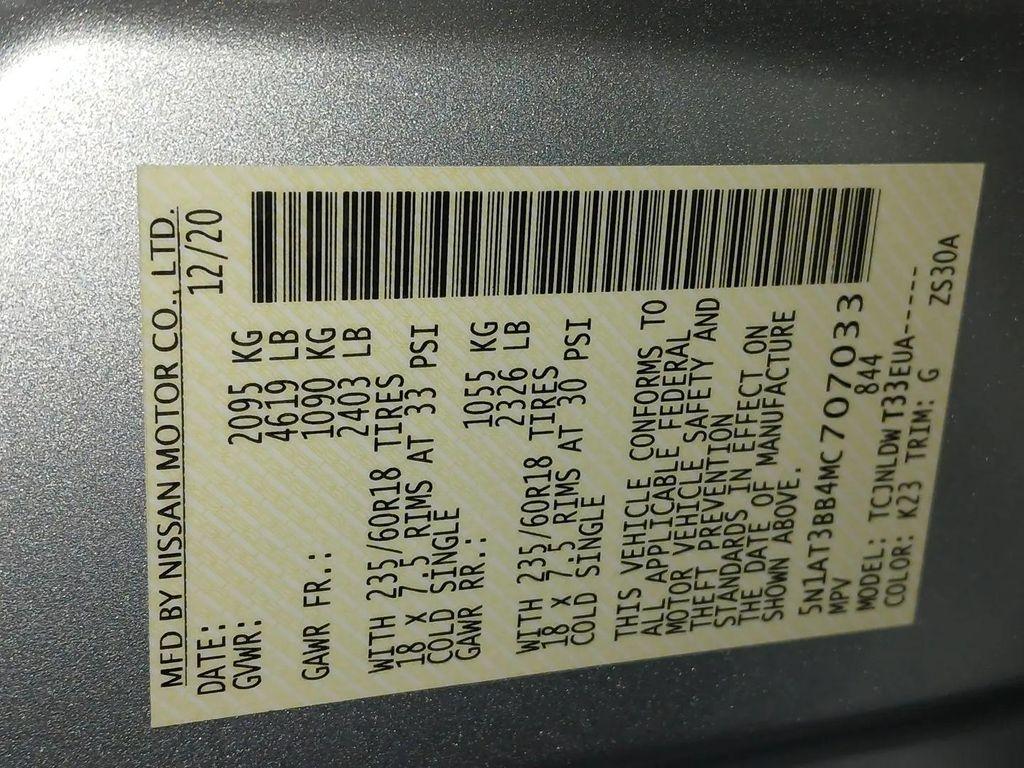 MFD BY NISSAN MOTOR CO., LTD.
DATE: 12/20
GVWR: 2095 KG
4619 LB
GAWR FR.: 1090 KG
2403 LB
WITH 235/60R18 TIRES
18 X 7.5 RIMS AT 33 PSI
COLD SINGLE
GAWR RR.: 1055 KG
2326 LB
WITH 235/60R18 TIRES
18 X 7.5 RIMS AT 30 PSI
COLD SINGLE
THIS VEHICLE CONFORMS TO
ALL APPLICABLE FEDERAL
MOTOR VEHICLE SAFETY AND
THEFT PREVENTION
STANDARDS IN EFFECT ON
THE DATE OF MANUFACTURE
SHOWN ABOVE.
5N1AT3BB4MC707033
MPV 844
MODEL: TCJNLDWT33EUA-----
COLOR: K23 TRIM: G ZS30A